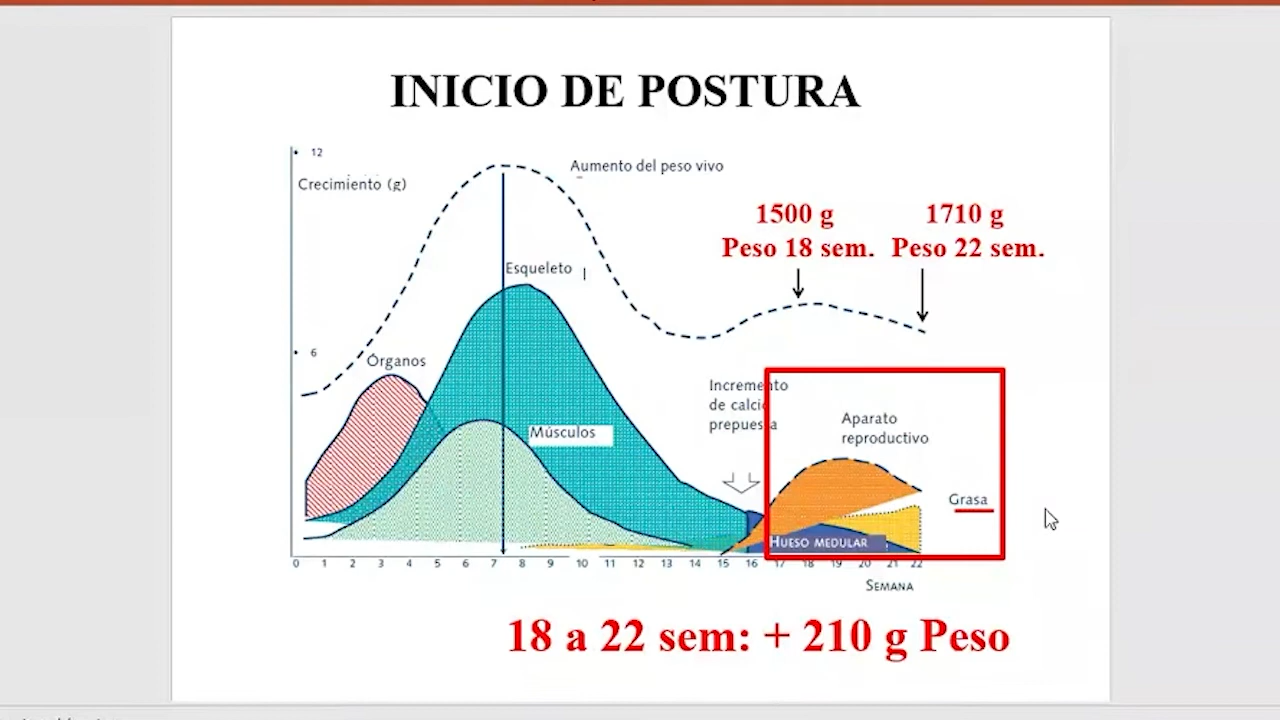 INICIO DE POSTURA
12
Crecimiento (g)
Aumento del peso vivo
1500 g
Peso 18 sem.
1710 g
Peso 22 sem.
Esqueleto
6
Órganos
Músculos
Incremento
de calcio
prepuesta
Aparato
reproductivo
Grasa
HUESO MEDULAR
0 1 2 3 4 5 6 7 8 9 10 11 12 13 14 15 16 17 18 19 20 21 22
SEMANA
18 a 22 sem: + 210 g Peso